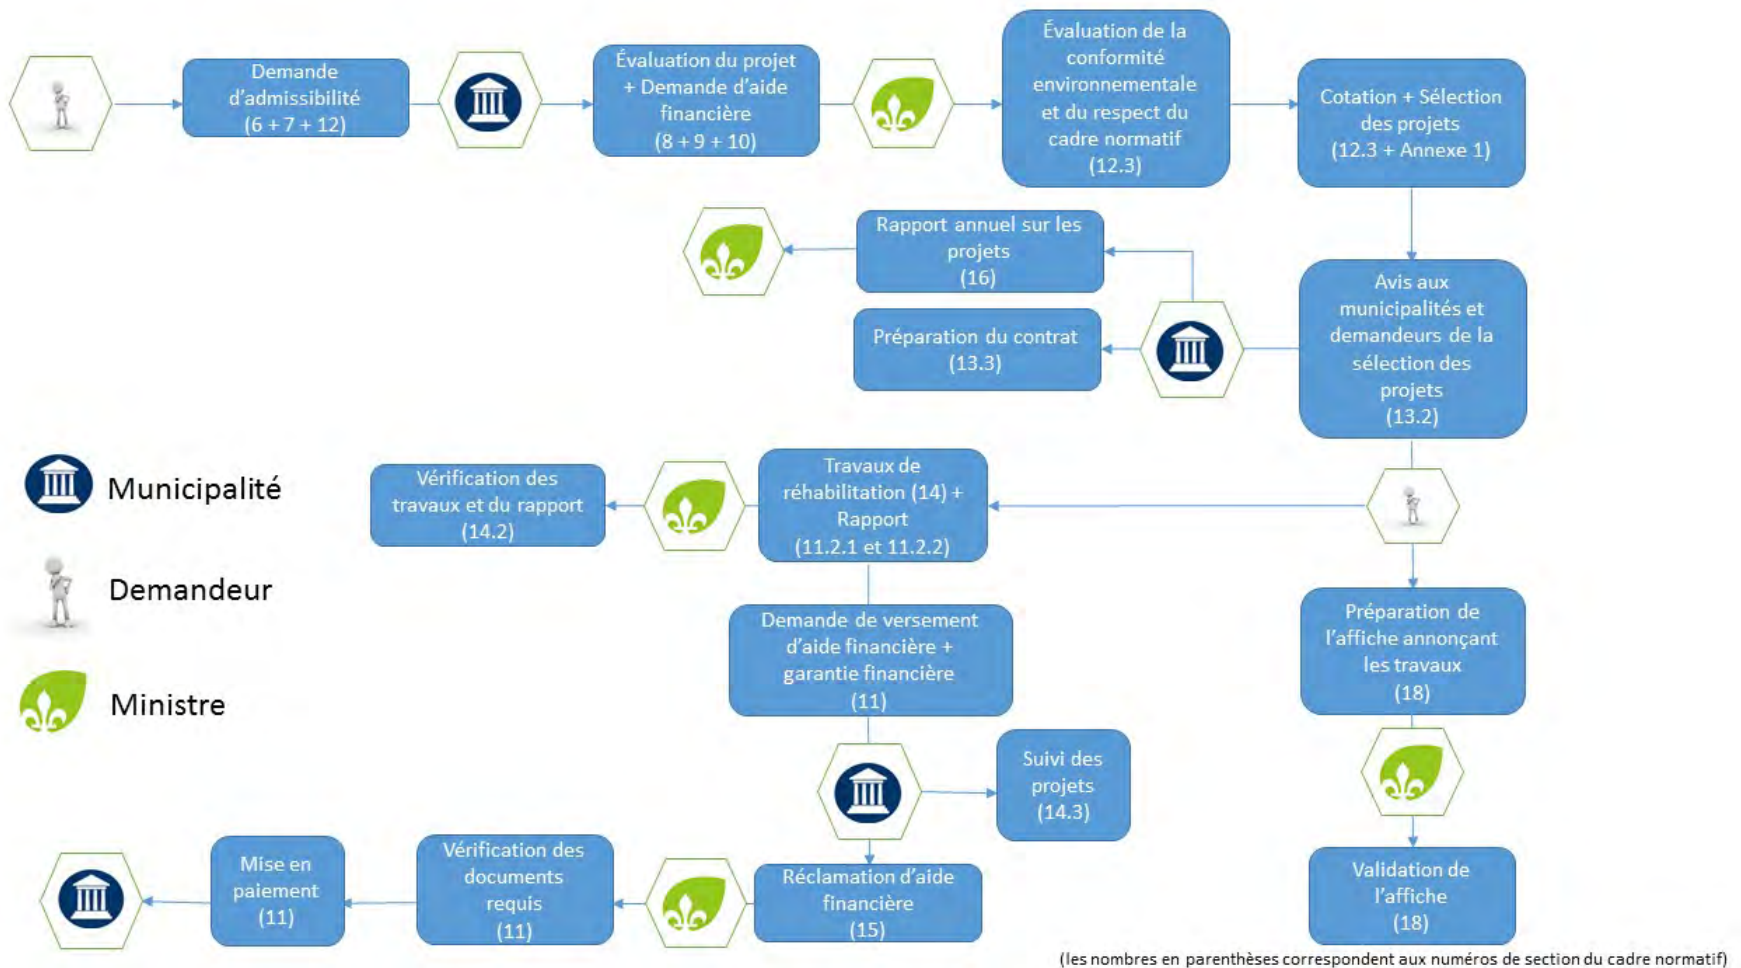 Demande
d'admissibilité
(6 + 7 + 12)
Évaluation du projet
+ Demande d'aide
financière
(8 + 9 + 10)
Évaluation de la
conformité
environnementale
et du respect du
cadre normatif
(12.3)
Cotation + Sélection
des projets
(12.3 + Annexe 1)
Rapport annuel sur les
projets
(16)
Préparation du contrat
(13.3)
Avis aux
municipalités et
demandeurs de la
sélection des
projets
(13.2)
Municipalité
Demandeur
Ministre
Vérification des
travaux et du rapport
(14.2)
Travaux de
réhabilitation (14) +
Rapport
(11.2.1 et 11.2.2)
Demande de versement
d'aide financière +
garantie financière
(11)
Préparation de
l'affiche annonçant
les travaux
(18)
Suivi des
projets
(14.3)
Mise en
paiement
(11)
Vérification des
documents
requis
(11)
Réclamation d'aide
financière
(15)
Validation de
l'affiche
(18)
(les nombres en parenthèses correspondent aux numéros de section du cadre normatif)